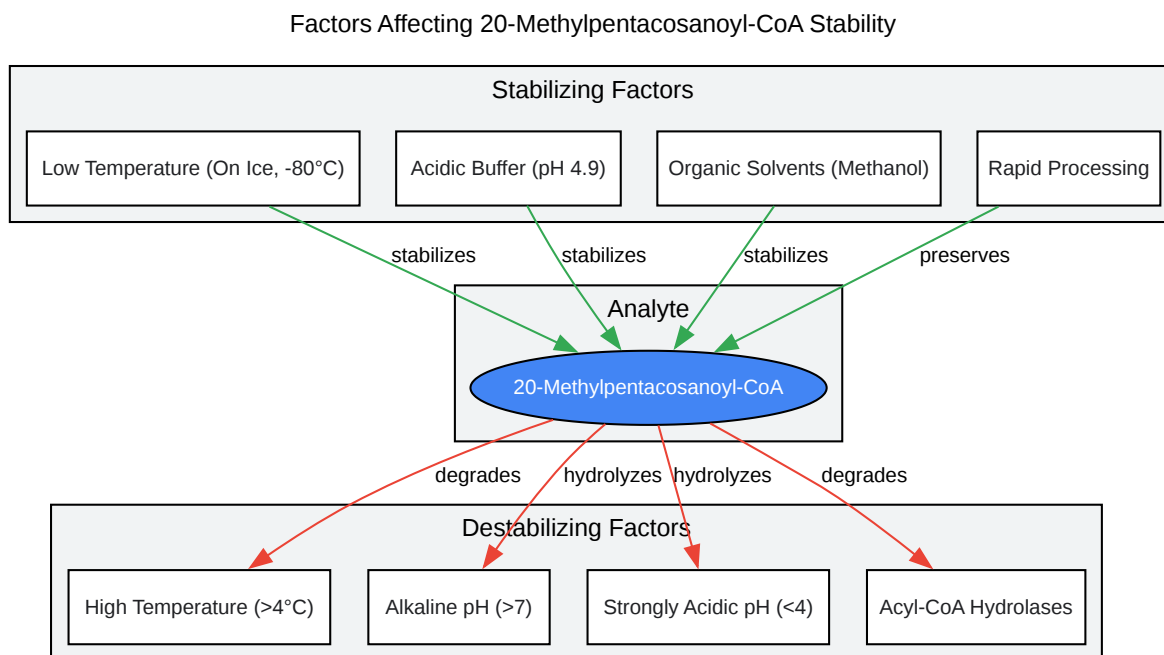 Factors Affecting 20-Methylpentacosanoyl-CoA Stability
Stabilizing Factors
Low Temperature (On Ice, -80°C)
Acidic Buffer (pH 4.9)
Organic Solvents (Methanol)
Rapid Processing
stabilizes
stabilizes
stabilizes
preserves
Analyte
20-Methylpentacosanoyl-CoA
degrades
hydrolyzes
hydrolyzes
degrades
Destabilizing Factors
High Temperature (>4°C)
Alkaline pH (>7)
Strongly Acidic pH (<4)
Acyl-CoA Hydrolases